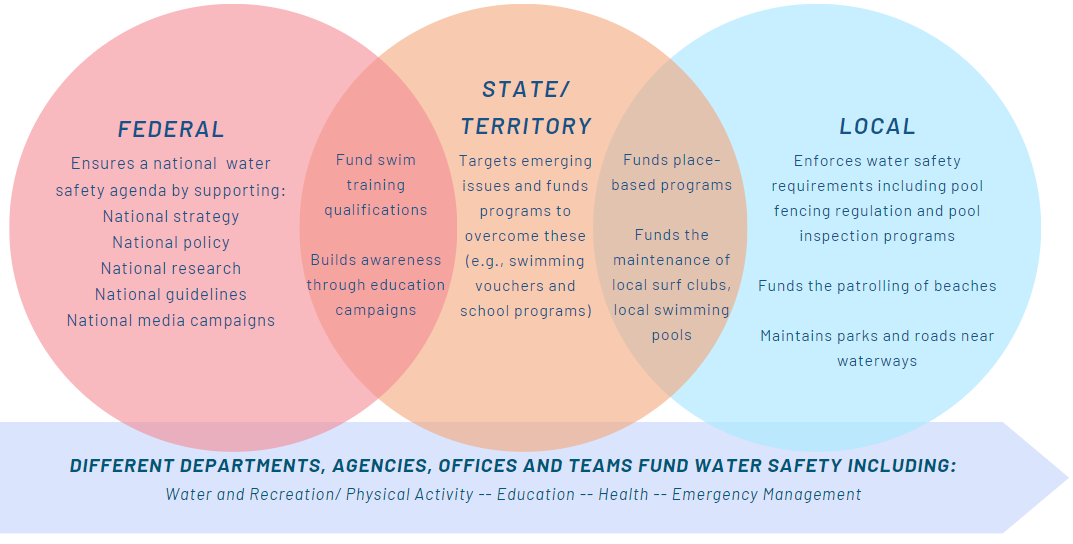 FEDERAL
Ensures a national water
safety agenda by supporting:
National strategy
National policy
National research
National guidelines
National media campaigns
Fund swim
training
qualifications
Builds awareness
through education
campaigns
STATE/
TERRITORY
Targets emerging
issues and funds
programs to
overcome these
(e.g., swimming
vouchers and
school programs)
Funds place-
based programs
Funds the
maintenance of
local surf clubs,
local swimming
pools
LOCAL
Enforces water safety
requirements including pool
fencing regulation and pool
inspection programs
Funds the patrolling of beaches
Maintains parks and roads near
waterways
DIFFERENT DEPARTMENTS, AGENCIES, OFFICES AND TEAMS FUND WATER SAFETY INCLUDING:
Water and Recreation/ Physical Activity -- Education -- Health -- Emergency Management